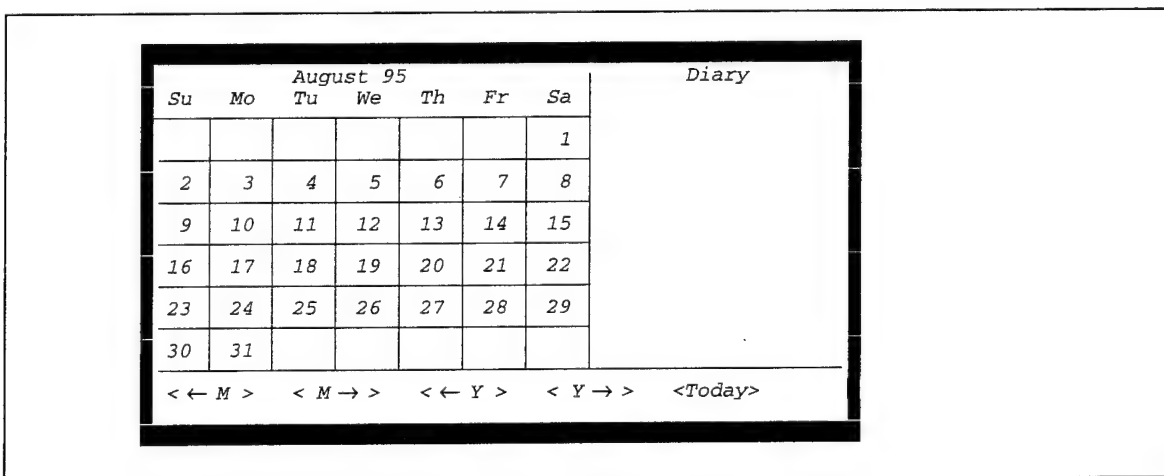 August 95 Diary
Su Mo Tu We Th Fr Sa
1
2 3 4 5 6 7 8
9 10 11 12 13 14 15
16 17 18 19 20 21 22
23 24 25 26 27 28 29
30 31
<← M > < M → > <← Y > < Y → > <Today>